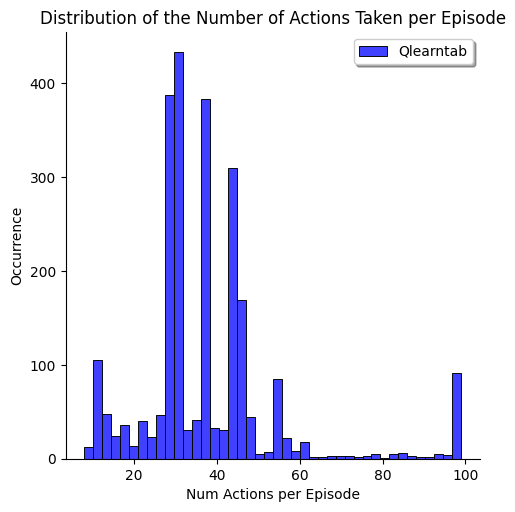 Distribution of the Number of Actions Taken per Episode
Qlearntab
400
300
200
100
0
Occurrence
20 40 60 80 100
Num Actions per Episode